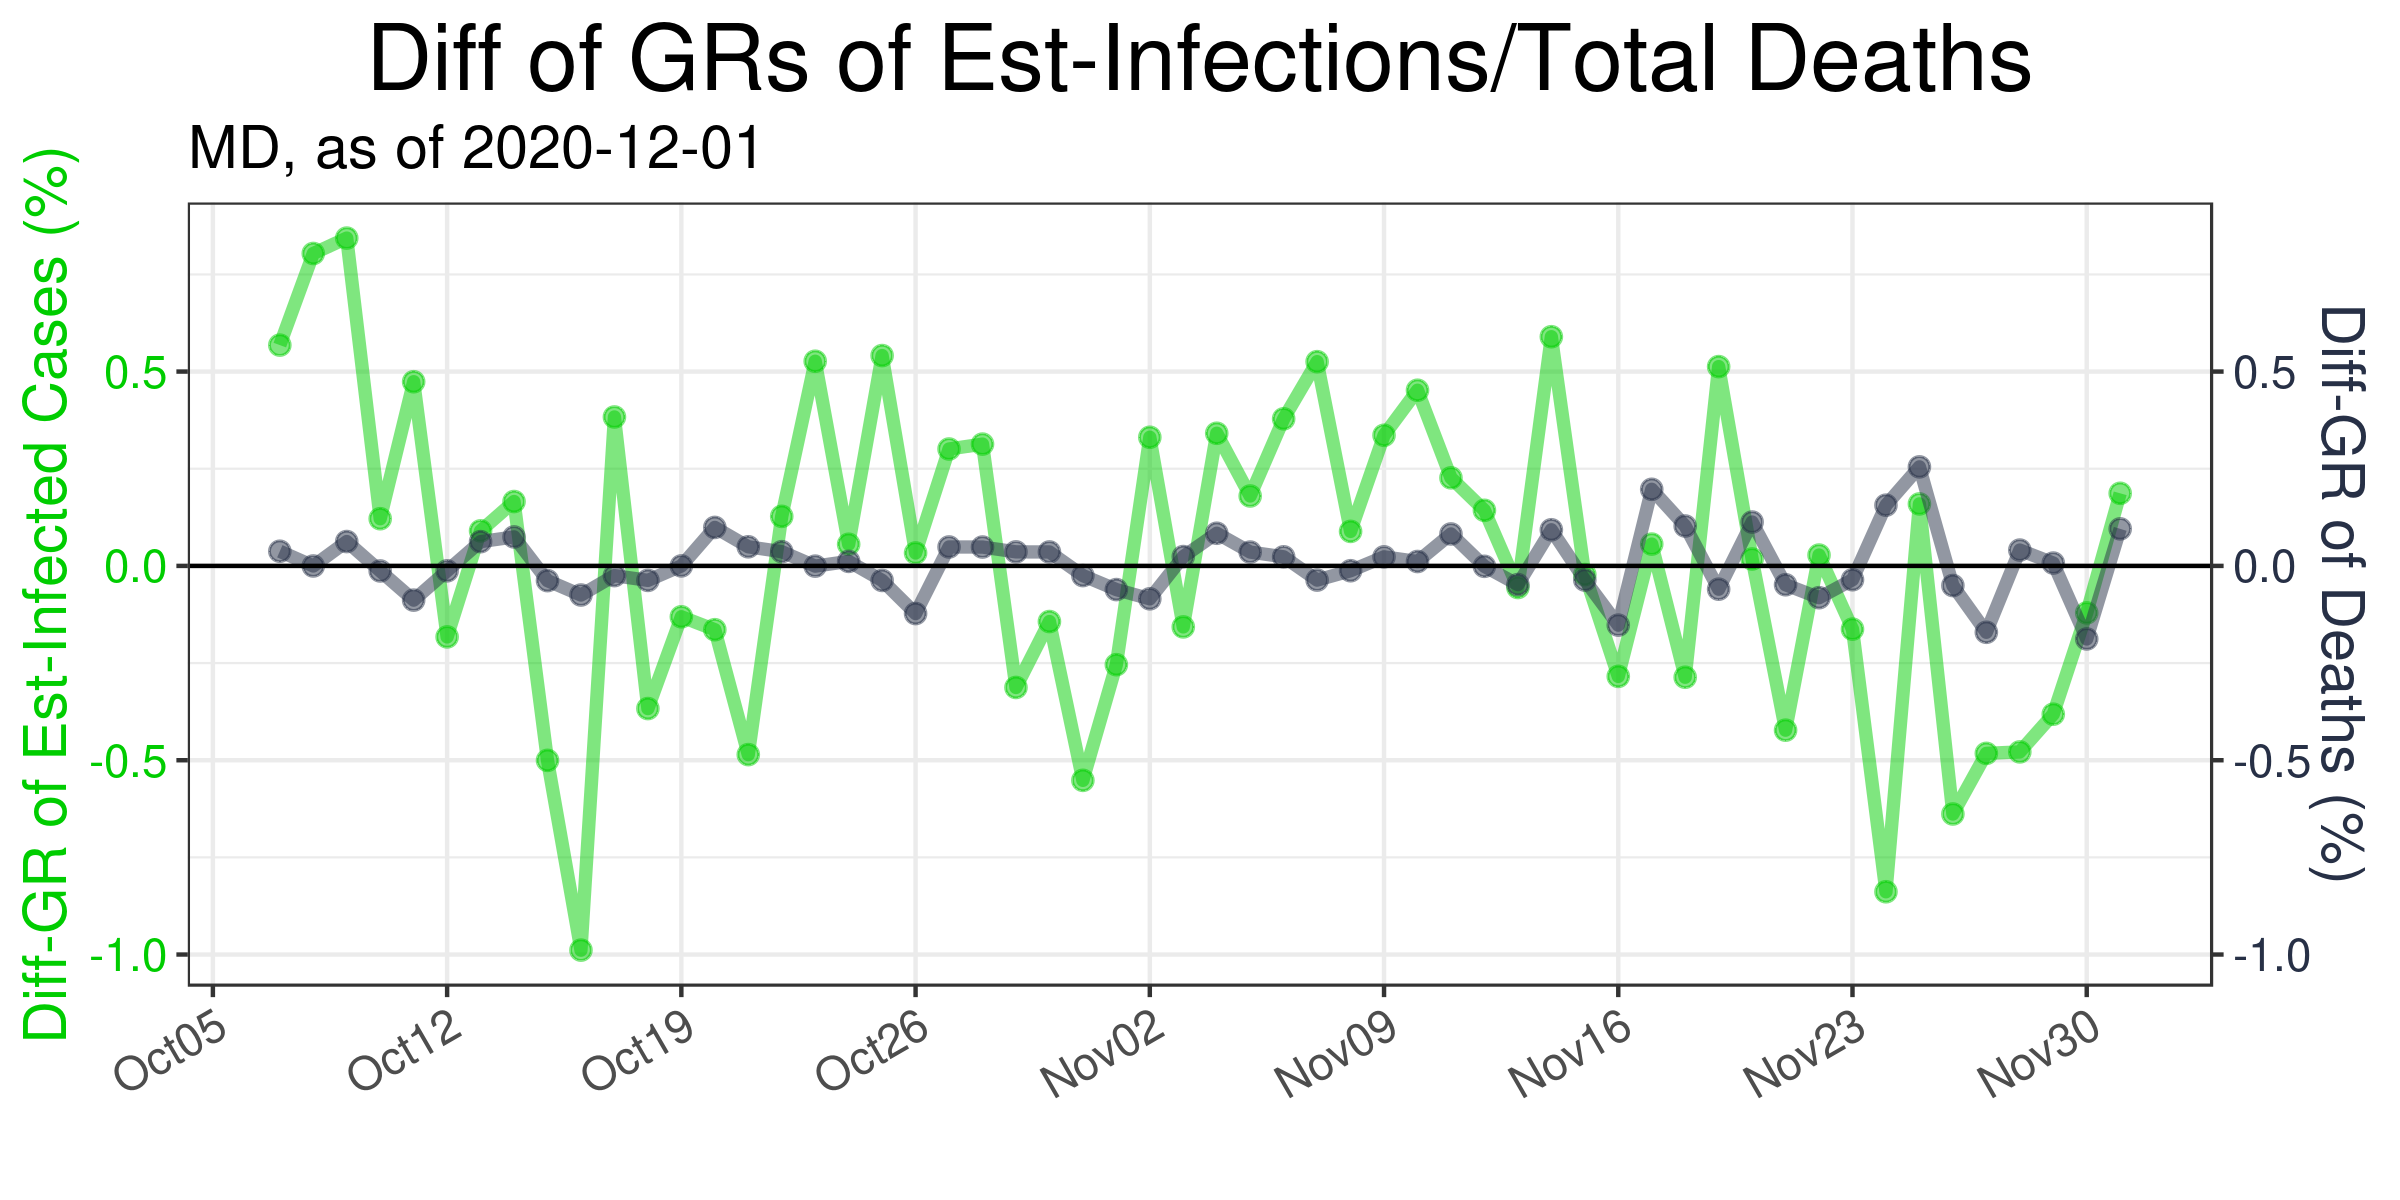 Diff of GRs of Est-Infections/Total Deaths
MD, as of 2020-12-01
Diff-GR of Est-Infected Cases (%)
0.5
0.0
-0.5
-1.0
0.5
0.0
-0.5
-1.0
Diff-GR of Deaths (%)
Oct05
Oct12
Oct19
Oct26
Nov02
Nov09
Nov16
Nov23
Nov30